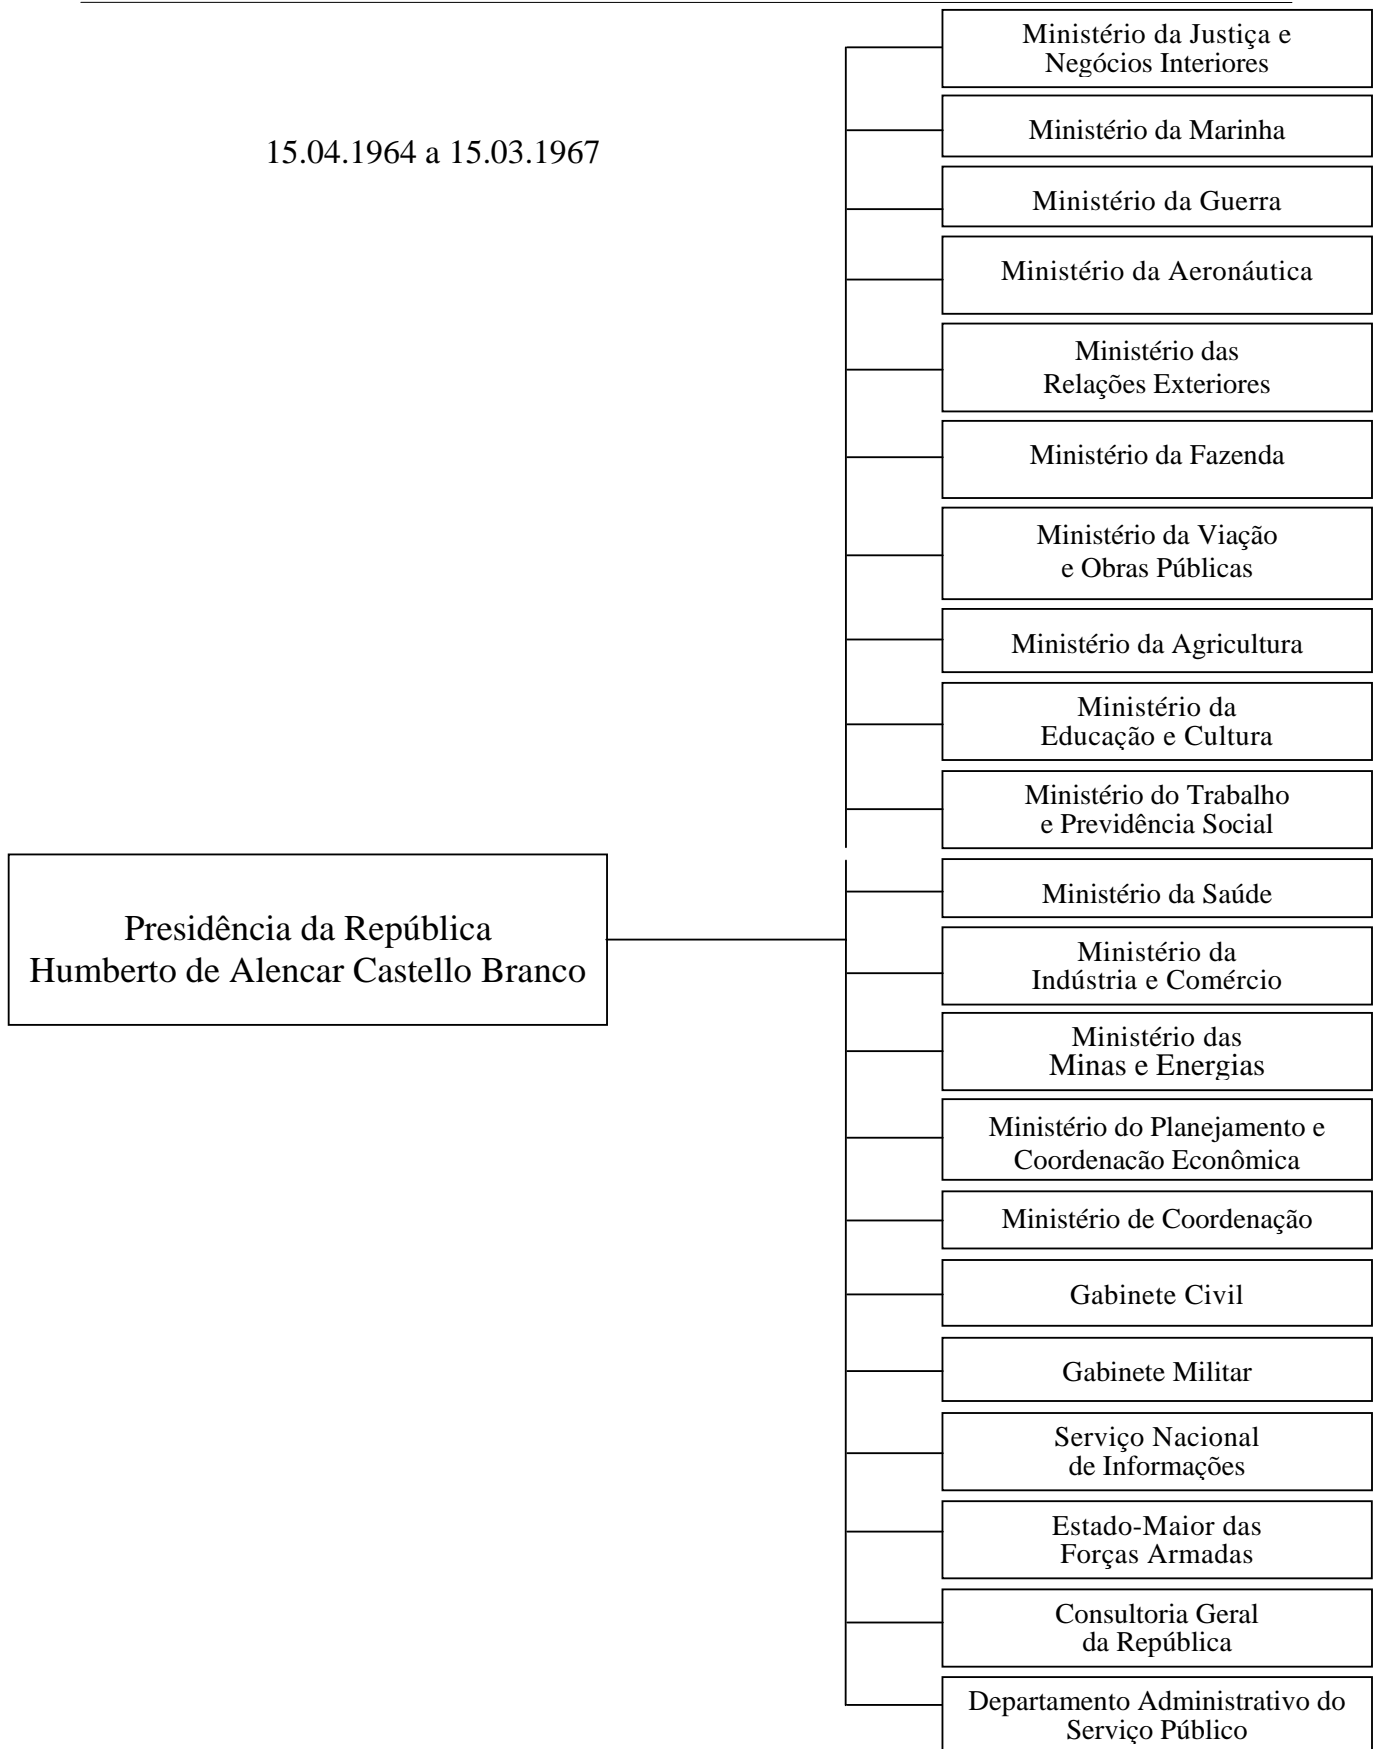 Ministério da Justiça e
Negócios Interiores
15.04.1964 a 15.03.1967
Ministério da Marinha
Ministério da Guerra
Ministério da Aeronáutica
Ministério das
Relações Exteriores
Ministério da Fazenda
Ministério da Viação
e Obras Públicas
Ministério da Agricultura
Ministério da
Educação e Cultura
Ministério do Trabalho
e Previdência Social
Presidência da República
Humberto de Alencar Castello Branco
Ministério da Saúde
Ministério da
Indústria e Comércio
Ministério das
Minas e Energias
Ministério do Planejamento e
Coordenacão Econômica
Ministério de Coordenação
Gabinete Civil
Gabinete Militar
Serviço Nacional
de Informações
Estado-Maior das
Forças Armadas
Consultoria Geral
da República
Departamento Administrativo do
Serviço Público